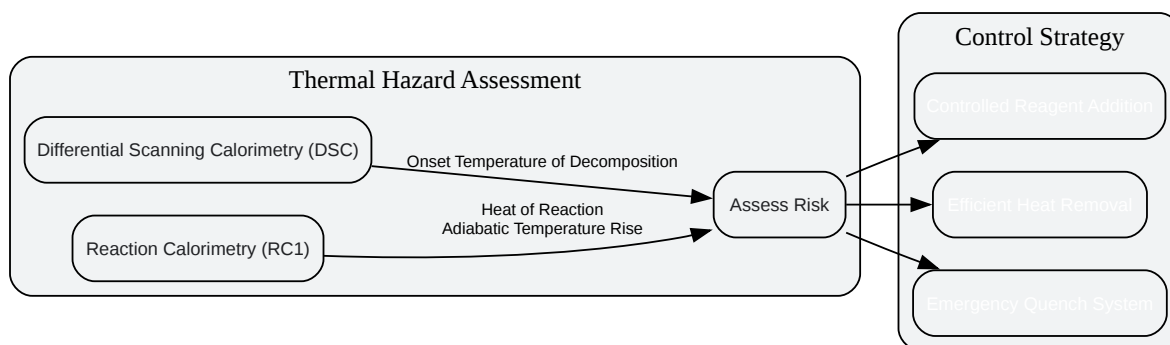 Thermal Hazard Assessment
Differential Scanning Calorimetry (DSC)
Onset Temperature of Decomposition
Heat of Reaction
Adiabatic Temperature Rise
Reaction Calorimetry (RC1)
Assess Risk
Control Strategy
Controlled Reagent Addition
Efficient Heat Removal
Emergency Quench System